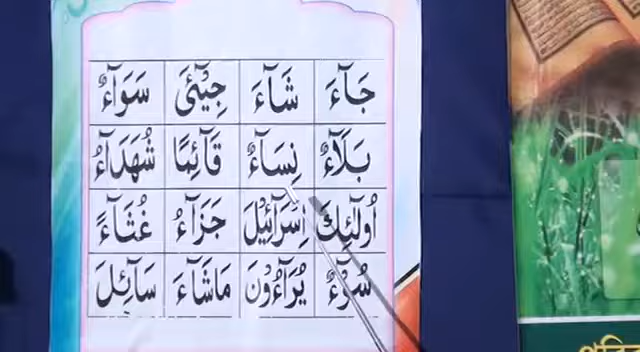 جَآءَ شَآءَ جِيْٓئَ سَوَآءٌ
بَلَآءٌ نِسَآءٌ قَآئِمًا شُهَدَآءُ
اُولٰٓئِكَ اِسْرَآئِيْلَ جَزَآءُ غُثَآءً
سُوْٓءُ يُرَآءُوْنَ مَاشَآءَ سَآئِلَ